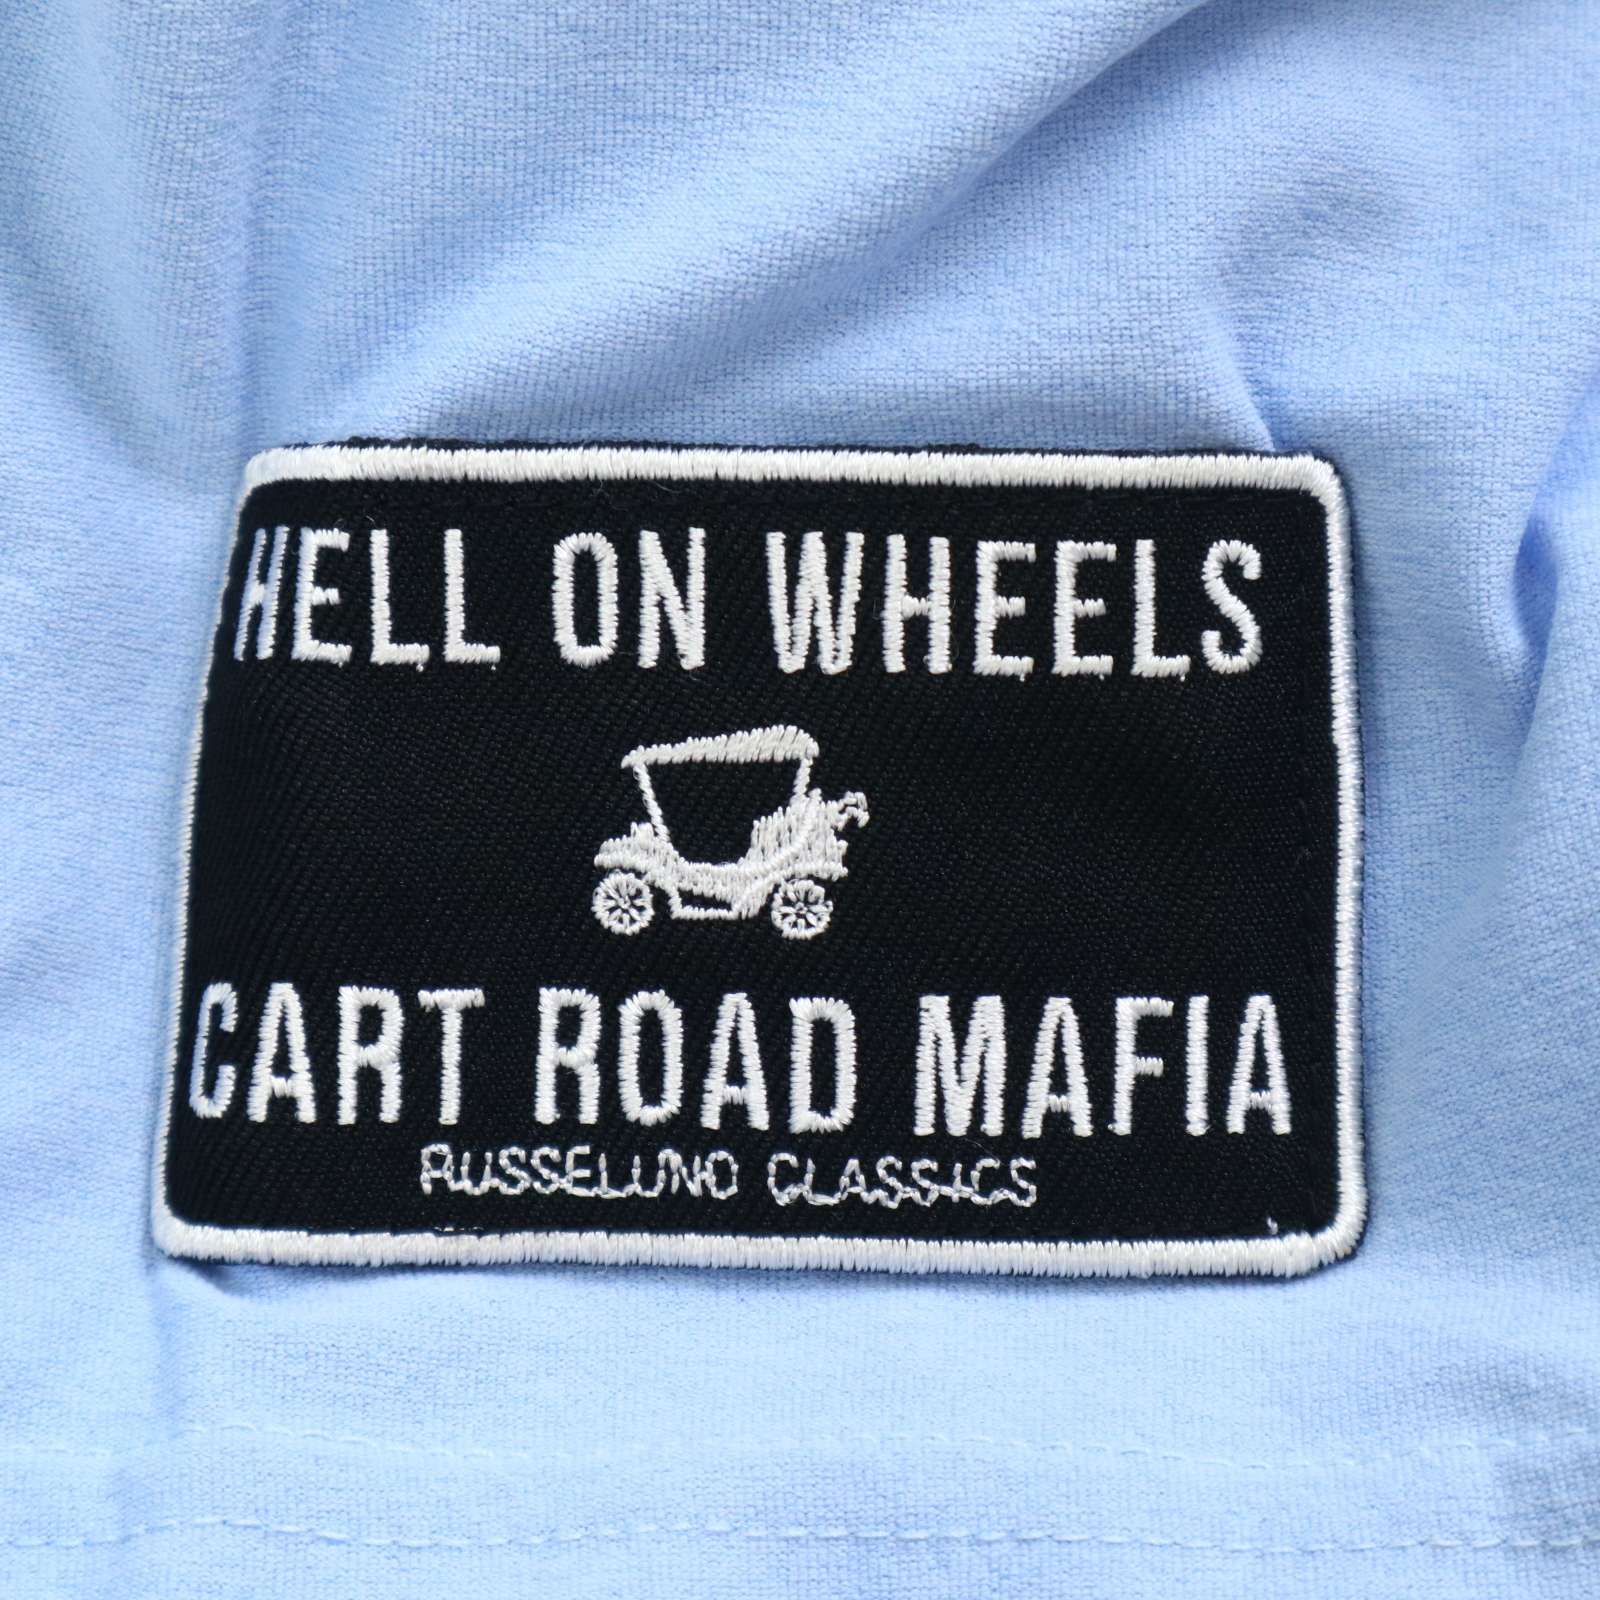 HELL ON WHEELS
CART ROAD MAFIA
RUSSELUNO CLASSICS